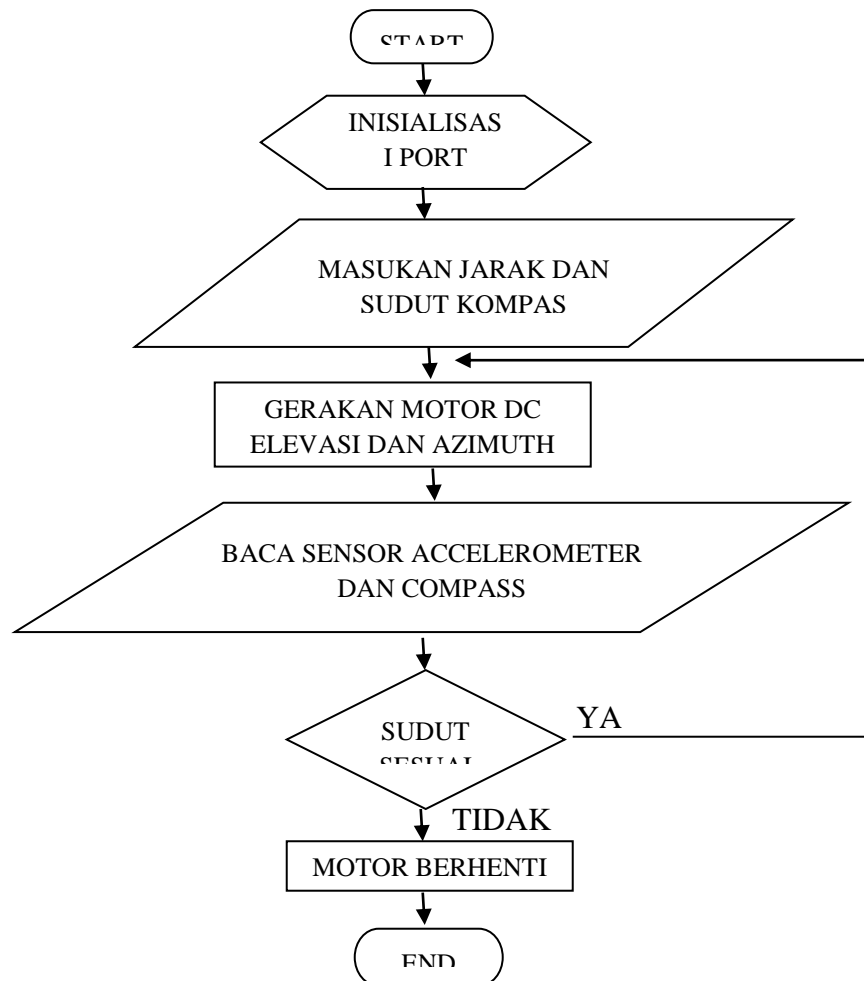 START
INISIALISAS
I PORT
MASUKAN JARAK DAN
SUDUT KOMPAS
GERAKAN MOTOR DC
ELEVASI DAN AZIMUTH
BACA SENSOR ACCELEROMETER
DAN COMPASS
SUDUT
SESUAI
YA
TIDAK
MOTOR BERHENTI
END